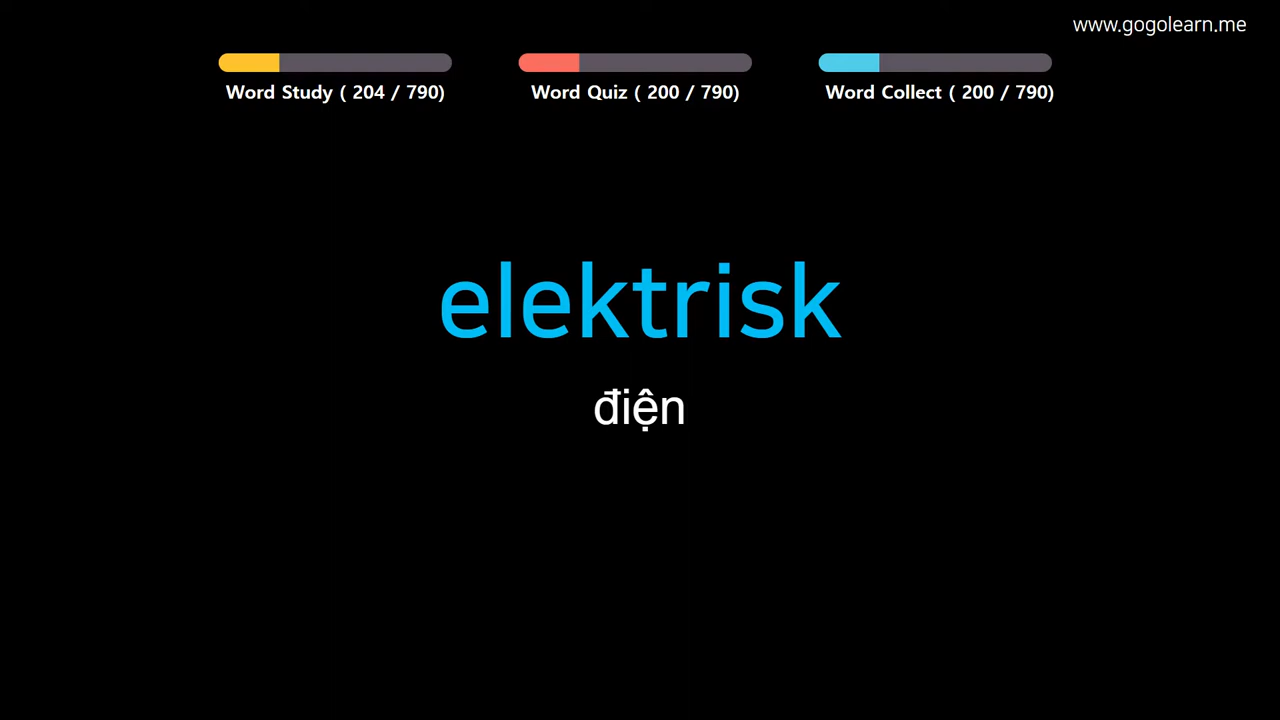 www.gogolearn.me
Word Study ( 204 / 790)
Word Quiz ( 200 / 790)
Word Collect ( 200 / 790)
elektrisk
điện